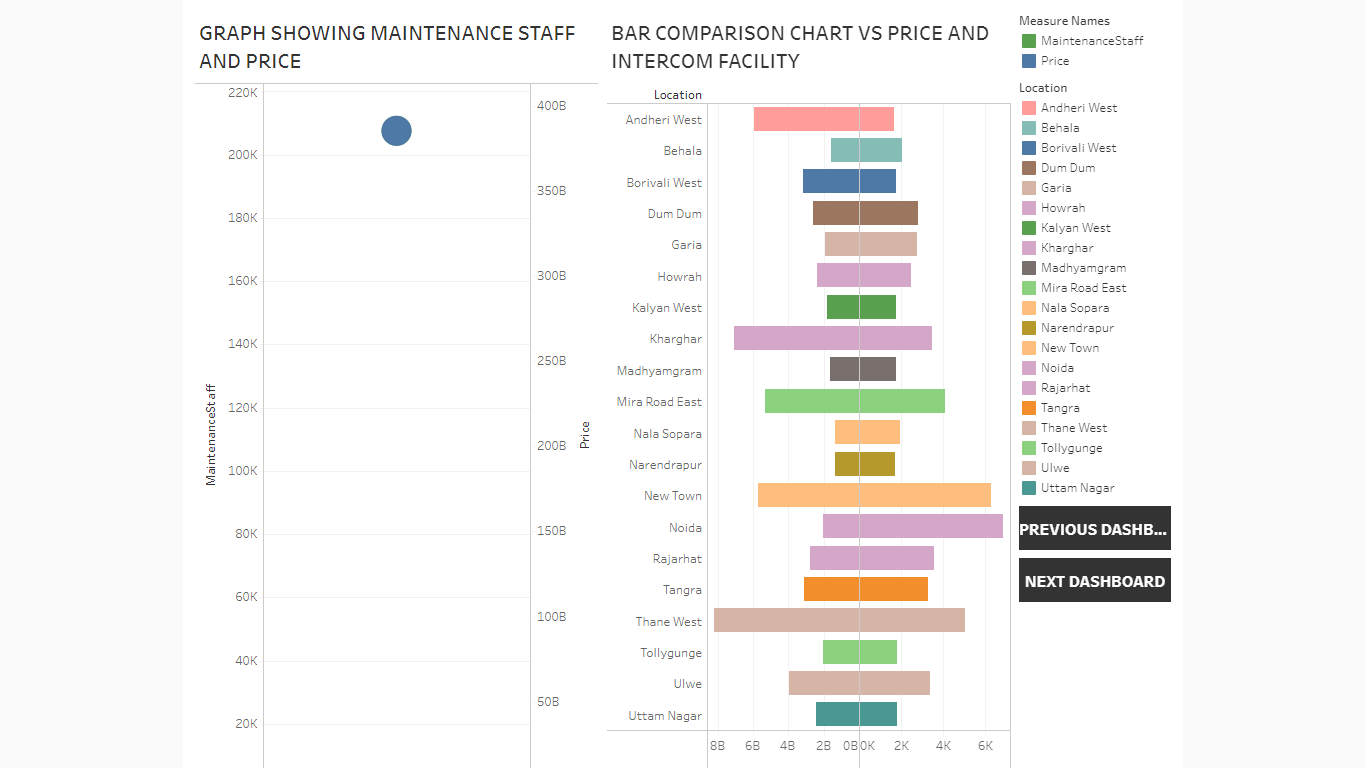 GRAPH SHOWING MAINTENANCE STAFF
AND PRICE
220K
200K
180K
160K
140K
120K
100K
80K
60K
40K
20K
MaintenanceStaff
400B
350B
300B
250B
200B
150B
100B
50B
Price
BAR COMPARISON CHART VS PRICE AND
INTERCOM FACILITY
Location
Andheri West
Behala
Borivali West
Dum Dum
Garia
Howrah
Kalyan West
Kharghar
Madhyamgram
Mira Road East
Nala Sopara
Narendrapur
New Town
Noida
Rajarhat
Tangra
Thane West
Tollygunge
Ulwe
Uttam Nagar
8B 6B 4B 2B 0B 0K 2K 4K 6K
Measure Names
MaintenanceStaff
Price
Location
Andheri West
Behala
Borivali West
Dum Dum
Garia
Howrah
Kalyan West
Kharghar
Madhyamgram
Mira Road East
Nala Sopara
Narendrapur
New Town
Noida
Rajarhat
Tangra
Thane West
Tollygunge
Ulwe
Uttam Nagar
PREVIOUS DASHB...
NEXT DASHBOARD